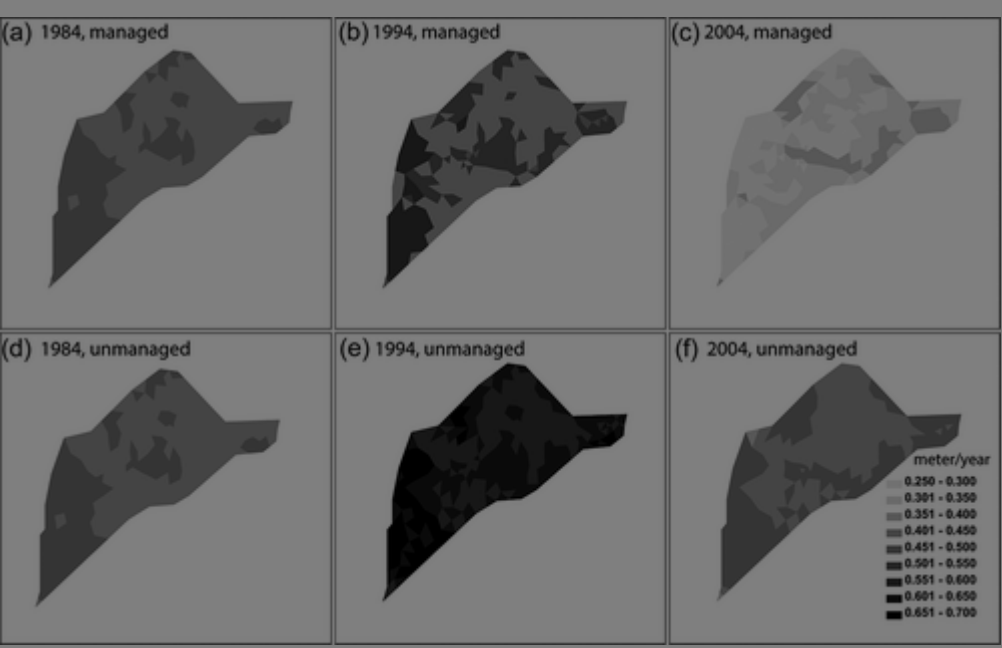 (a) 1984, managed
(b) 1994, managed
(c) 2004, managed
(d) 1984, unmanaged
(e) 1994, unmanaged
(f) 2004, unmanaged
meter/year
0.250 - 0.300
0.301 - 0.350
0.351 - 0.400
0.401 - 0.450
0.451 - 0.500
0.501 - 0.550
0.551 - 0.600
0.601 - 0.650
0.651 - 0.700